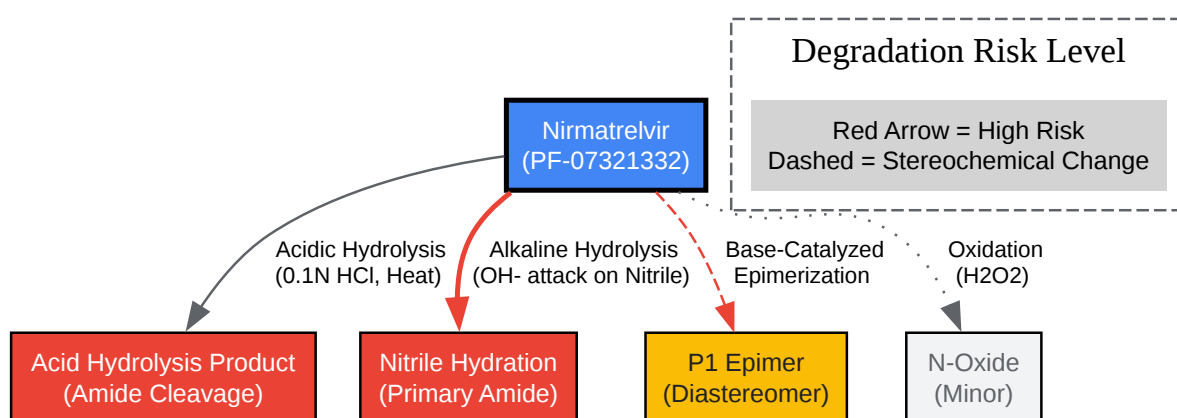 Degradation Risk Level
Red Arrow = High Risk
Dashed = Stereochemical Change
Nirmatrelvir
(PF-07321332)
Acidic Hydrolysis
(0.1N HCl, Heat)
Alkaline Hydrolysis
(OH- attack on Nitrile)
Base-Catalyzed
Epimerization
Oxidation
(H2O2)
Acid Hydrolysis Product
(Amide Cleavage)
Nitrile Hydration
(Primary Amide)
P1 Epimer
(Diastereomer)
N-Oxide
(Minor)